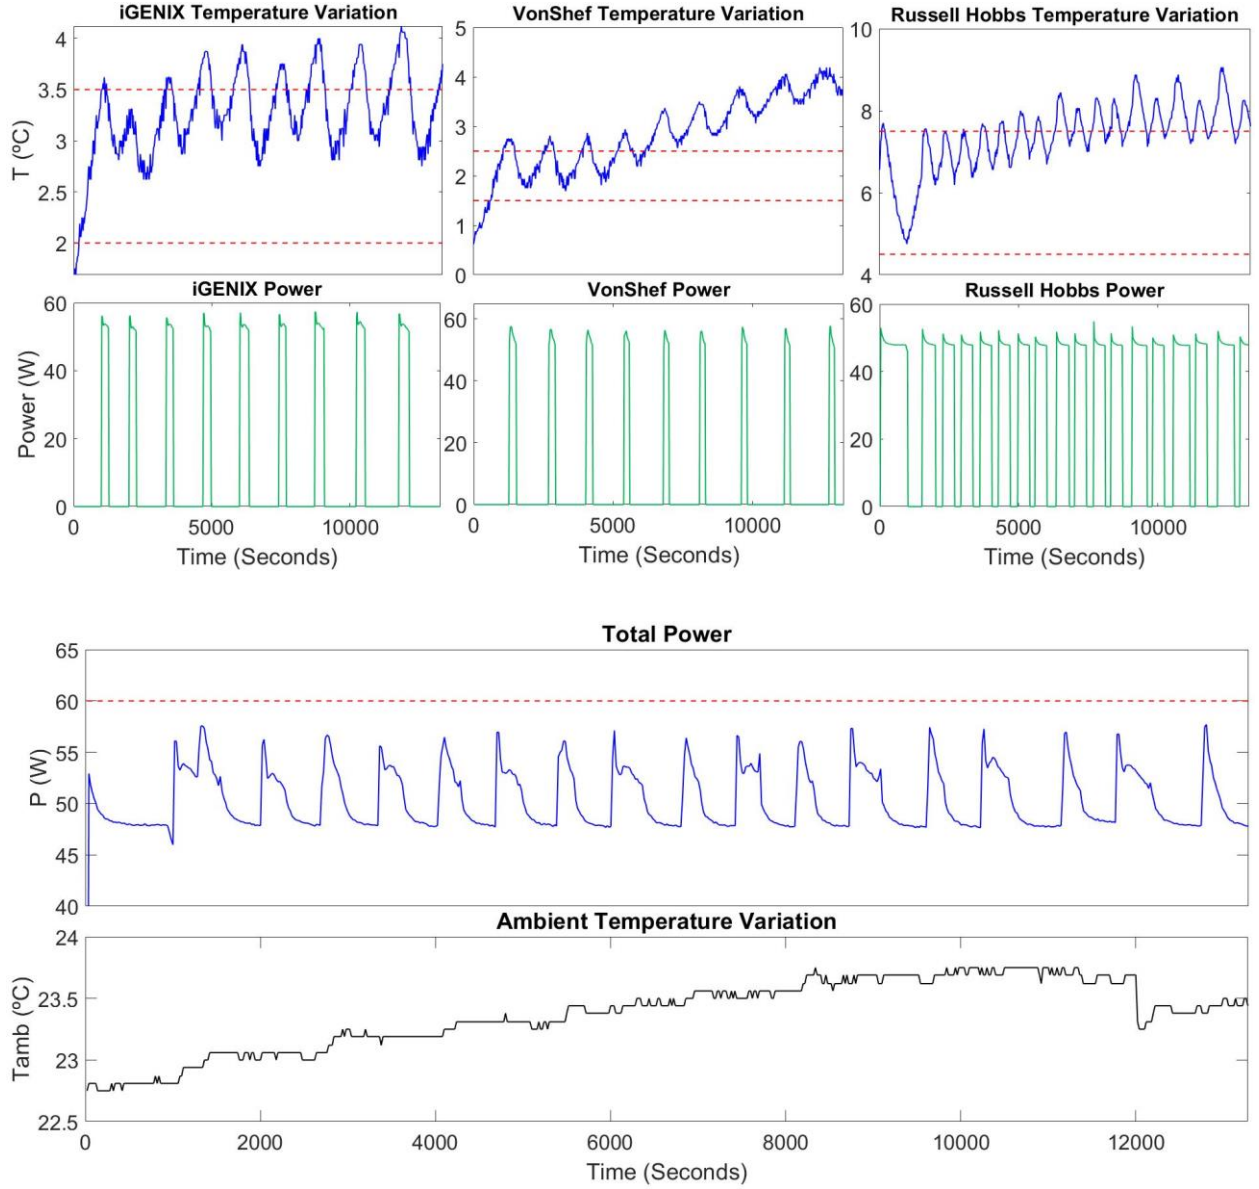 iGENIX Temperature Variation
VonShef Temperature Variation
Russell Hobbs Temperature Variation
T (ºC)
4
3.5
3
2.5
2
5
4
3
2
1
0
10
8
6
4
iGENIX Power
VonShef Power
Russell Hobbs Power
Power (W)
60
40
20
0
60
40
20
0
60
40
20
0
0 5000 10000
0 5000 10000
0 5000 10000
Time (Seconds)
Time (Seconds)
Time (Seconds)
Total Power
P (W)
65
60
55
50
45
40
Ambient Temperature Variation
Tamb (ºC)
24
23.5
23
22.5
0 2000 4000 6000 8000 10000 12000
Time (Seconds)